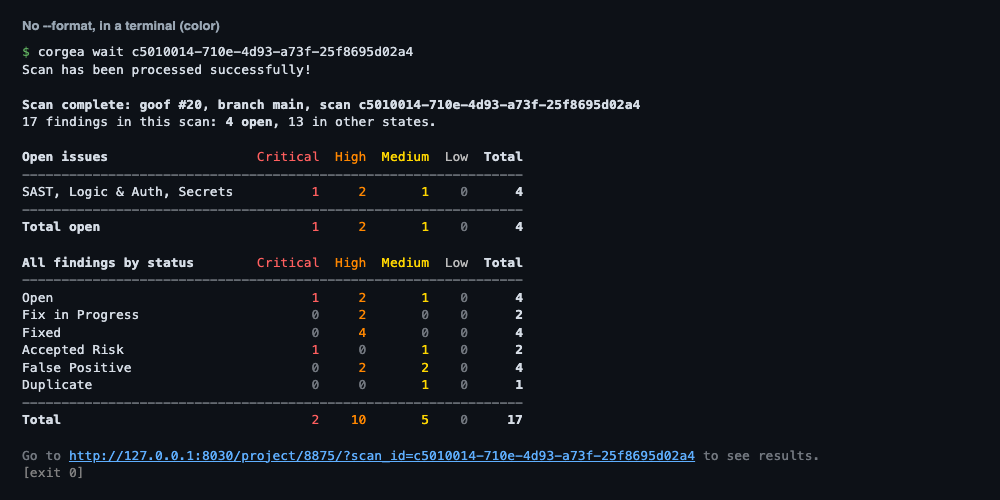 No --format, in a terminal (color)
$ corgea wait c5010014-710e-4d93-a73f-25f8695d02a4
Scan has been processed successfully!
Scan complete: goof #20, branch main, scan c5010014-710e-4d93-a73f-25f8695d02a4
17 findings in this scan: 4 open, 13 in other states.
Open issues Critical High Medium Low Total
SAST, Logic & Auth, Secrets 1 2 1 0 4
Total open 1 2 1 0 4
All findings by status Critical High Medium Low Total
Open 1 2 1 0 4
Fix in Progress 0 2 0 0 2
Fixed 0 4 0 0 4
Accepted Risk 1 0 1 0 2
False Positive 0 2 2 0 4
Duplicate 0 0 1 0 1
Total 2 10 5 0 17
Go to http://127.0.0.1:8030/project/8875/?scan_id=c5010014-710e-4d93-a73f-25f8695d02a4 to see results.
[exit 0]